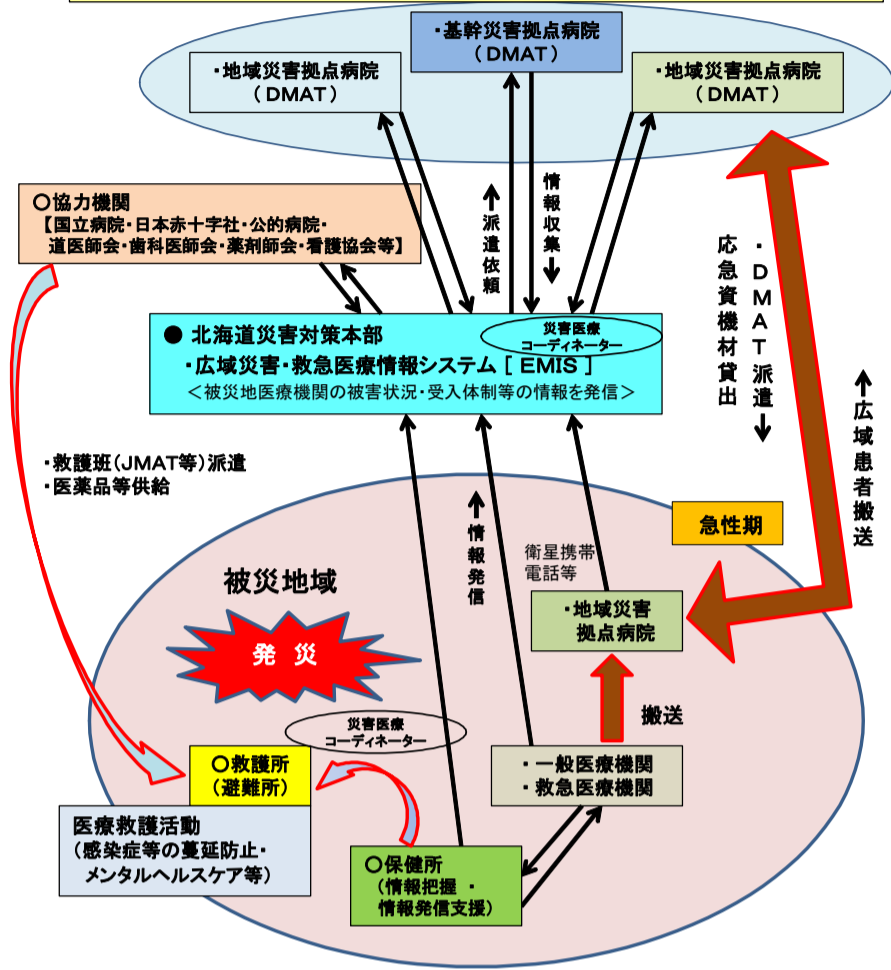 ・基幹災害拠点病院
（DMAT）
・地域災害拠点病院
（DMAT）
・地域災害拠点病院
（DMAT）
○協力機関
【国立病院・日本赤十字社・公的病院・
道医師会・歯科医師会・薬剤師会・看護協会等】
↑派遣依頼
情報収集↓
・DMAT派遣↓
応急資機材貸出
↑広域患者搬送
● 北海道災害対策本部
災害医療
コーディネーター
・広域災害・救急医療情報システム［ EMIS ］
＜被災地医療機関の被害状況・受入体制等の情報を発信＞
・救護班（JMAT等）派遣
・医薬品等供給
急性期
↑情報発信
衛星携帯
電話等
被災地域
発 災
・地域災害
拠点病院
搬送
災害医療
コーディネーター
○救護所
（避難所）
・一般医療機関
・救急医療機関
医療救護活動
（感染症等の蔓延防止・
メンタルヘルスケア等）
○保健所
（情報把握 ・
情報発信支援）